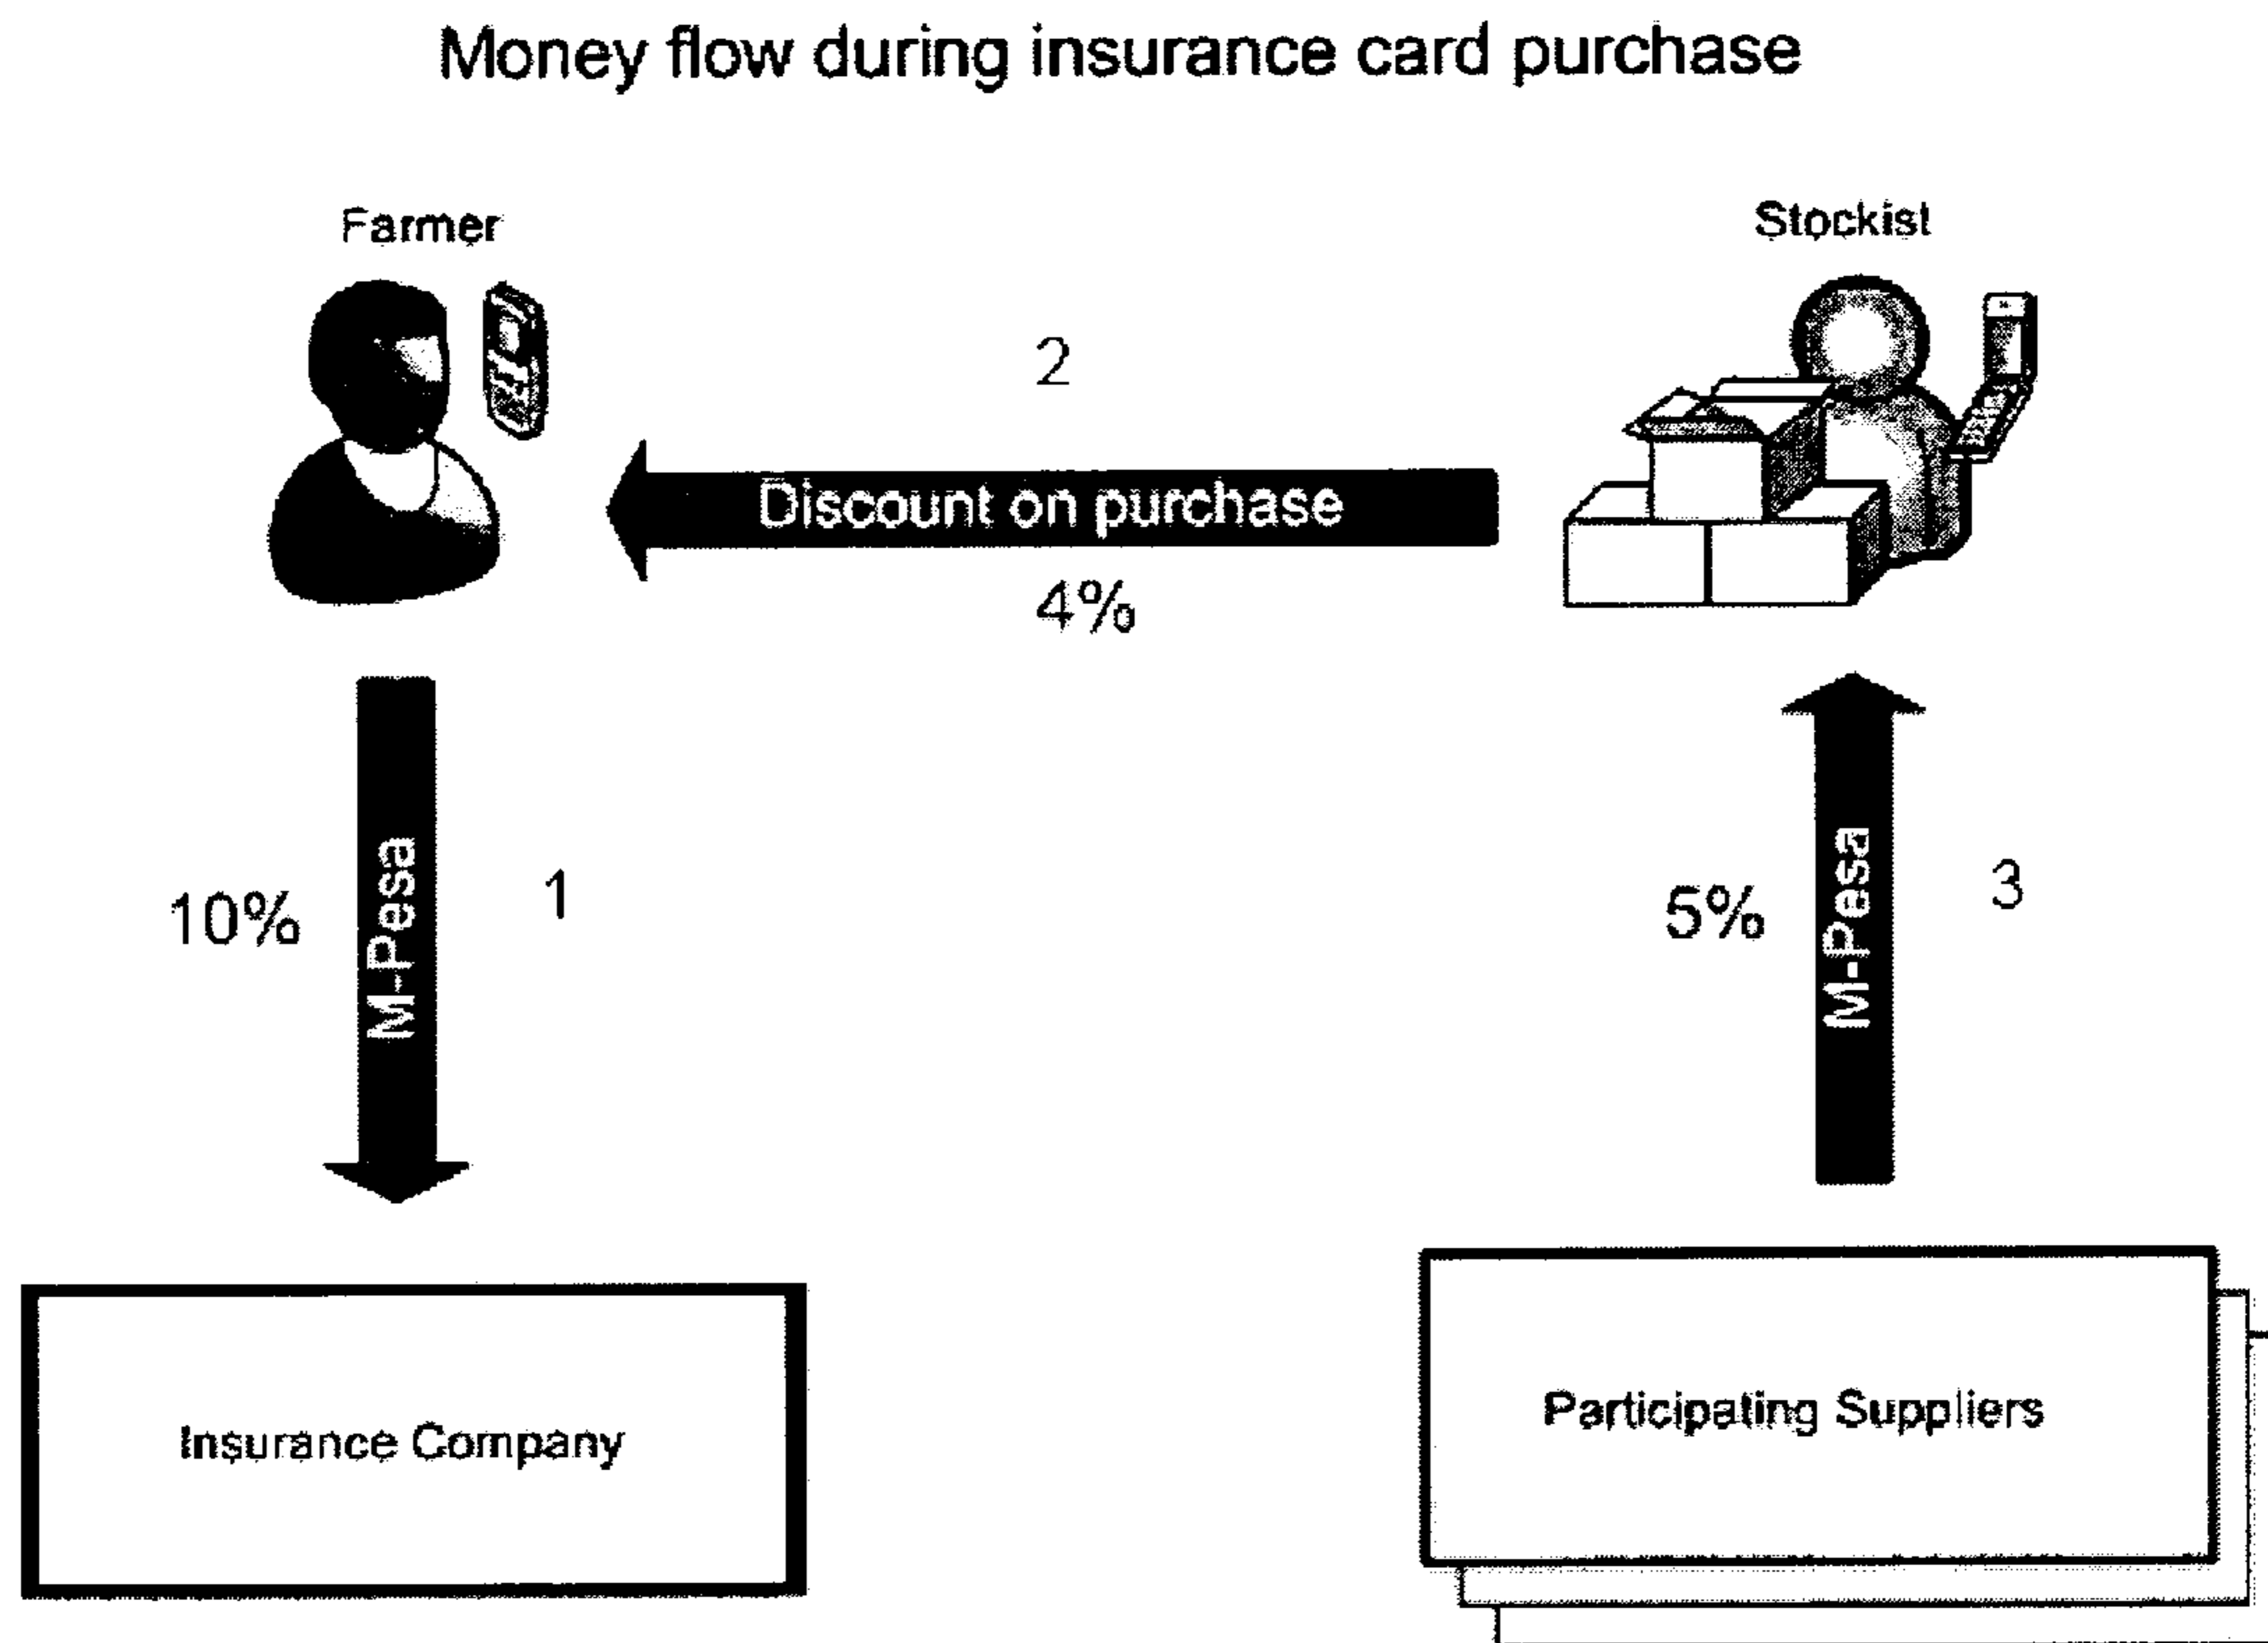 Money flow during insurance card purchase
Farmer
Stockist
2
Discount on purchase
4%
10%
M-Pesa
1
5%
M-Pesa
3
Insurance Company
Participating Suppliers